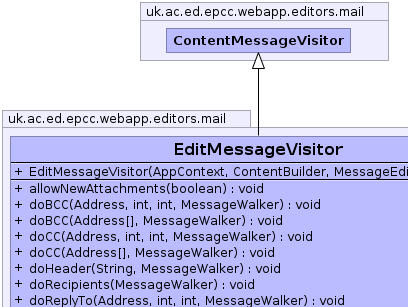 uk.ac.ed.epcc.webapp.editors.mail
ContentMessageVisitor
uk.ac.ed.epcc.webapp.editors.mail
EditMessageVisitor
+ EditMessageVisitor(AppContext, ContentBuilder, MessageEdi
+ allowNewAttachments(boolean) : void
+ doBCC(Address, int, int, MessageWalker) : void
+ doBCC(Address[], MessageWalker) : void
+ doCC(Address, int, int, MessageWalker) : void
+ doCC(Address[], MessageWalker) : void
+ doHeader(String, MessageWalker) : void
+ doRecipients(MessageWalker) : void
+ doReplyTo(Address, int, int, MessageWalker) : void